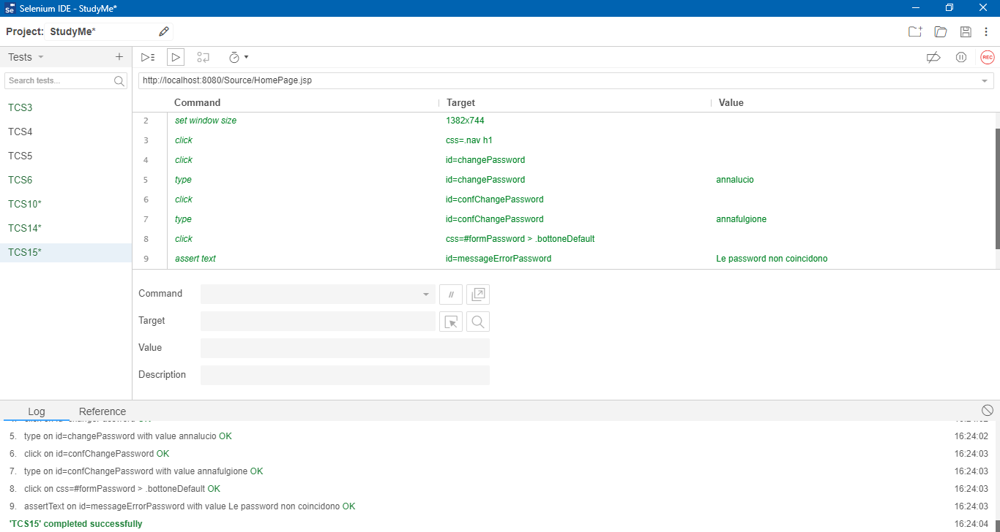 Selenium IDE - StudyMe*
Project: StudyMe*
Tests
Search tests...
TCS3
TCS4
TCS5
TCS6
TCS10*
TCS14*
TCS15*
REC
http://localhost:8080/Source/HomePage.jsp
Command Target Value
2 set window size 1382x744
3 click css=.nav h1
4 click id=changePassword
5 type id=changePassword annalucio
6 click id=confChangePassword
7 type id=confChangePassword annafulgione
8 click css=#formPassword > .bottoneDefault
9 assert text id=messageErrorPassword Le password non coincidono
Command //
Target
Value
Description
Log Reference
5. type on id=changePassword with value annalucio OK 16:24:02
6. click on id=confChangePassword OK 16:24:03
7. type on id=confChangePassword with value annafulgione OK 16:24:03
8. click on css=#formPassword > .bottoneDefault OK 16:24:03
9. assertText on id=messageErrorPassword with value Le password non coincidono OK 16:24:03
'TCS15' completed successfully 16:24:04